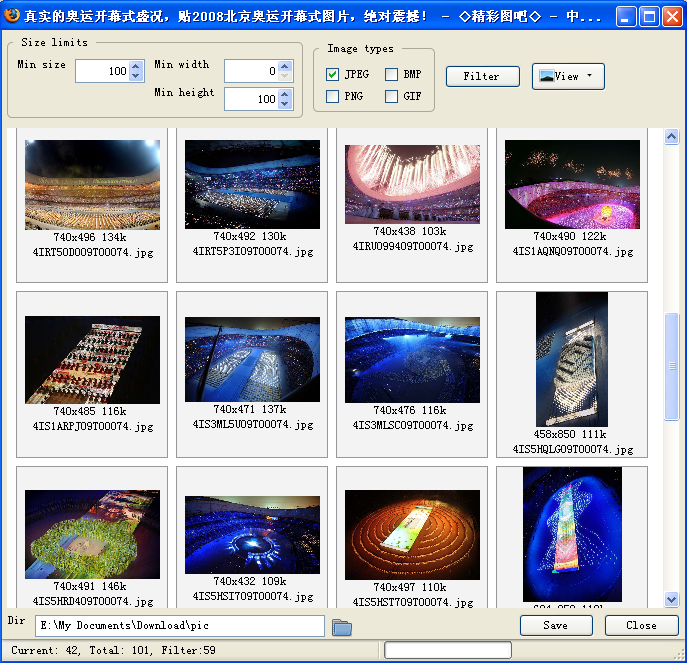 真实的奥运开幕式盛况，贴2008北京奥运开幕式图片，绝对震撼！ - ◇精彩图吧◇ - 中...
Size limits
Min size 100 Min width 0
Min height 100
Image types
JPEG BMP
PNG GIF
Filter View
740x496 134k 740x492 130k 740x438 103k 740x490 122k
4IRT50D009T00074.jpg 4IRT5P3I09T00074.jpg 4IRU099409T00074.jpg 4IS1AQNQ09T00074.jpg
740x485 116k 740x471 137k 740x476 116k 458x850 111k
4IS1ARPJ09T00074.jpg 4IS3ML5U09T00074.jpg 4IS3MLSC09T00074.jpg 4IS5HQLG09T00074.jpg
740x491 146k 740x432 109k 740x497 110k
4IS5HRD409T00074.jpg 4IS5HSI709T00074.jpg 4IS5HST709T00074.jpg
Dir E:\My Documents\Download\pic Save Close
Current: 42, Total: 101, Filter:59